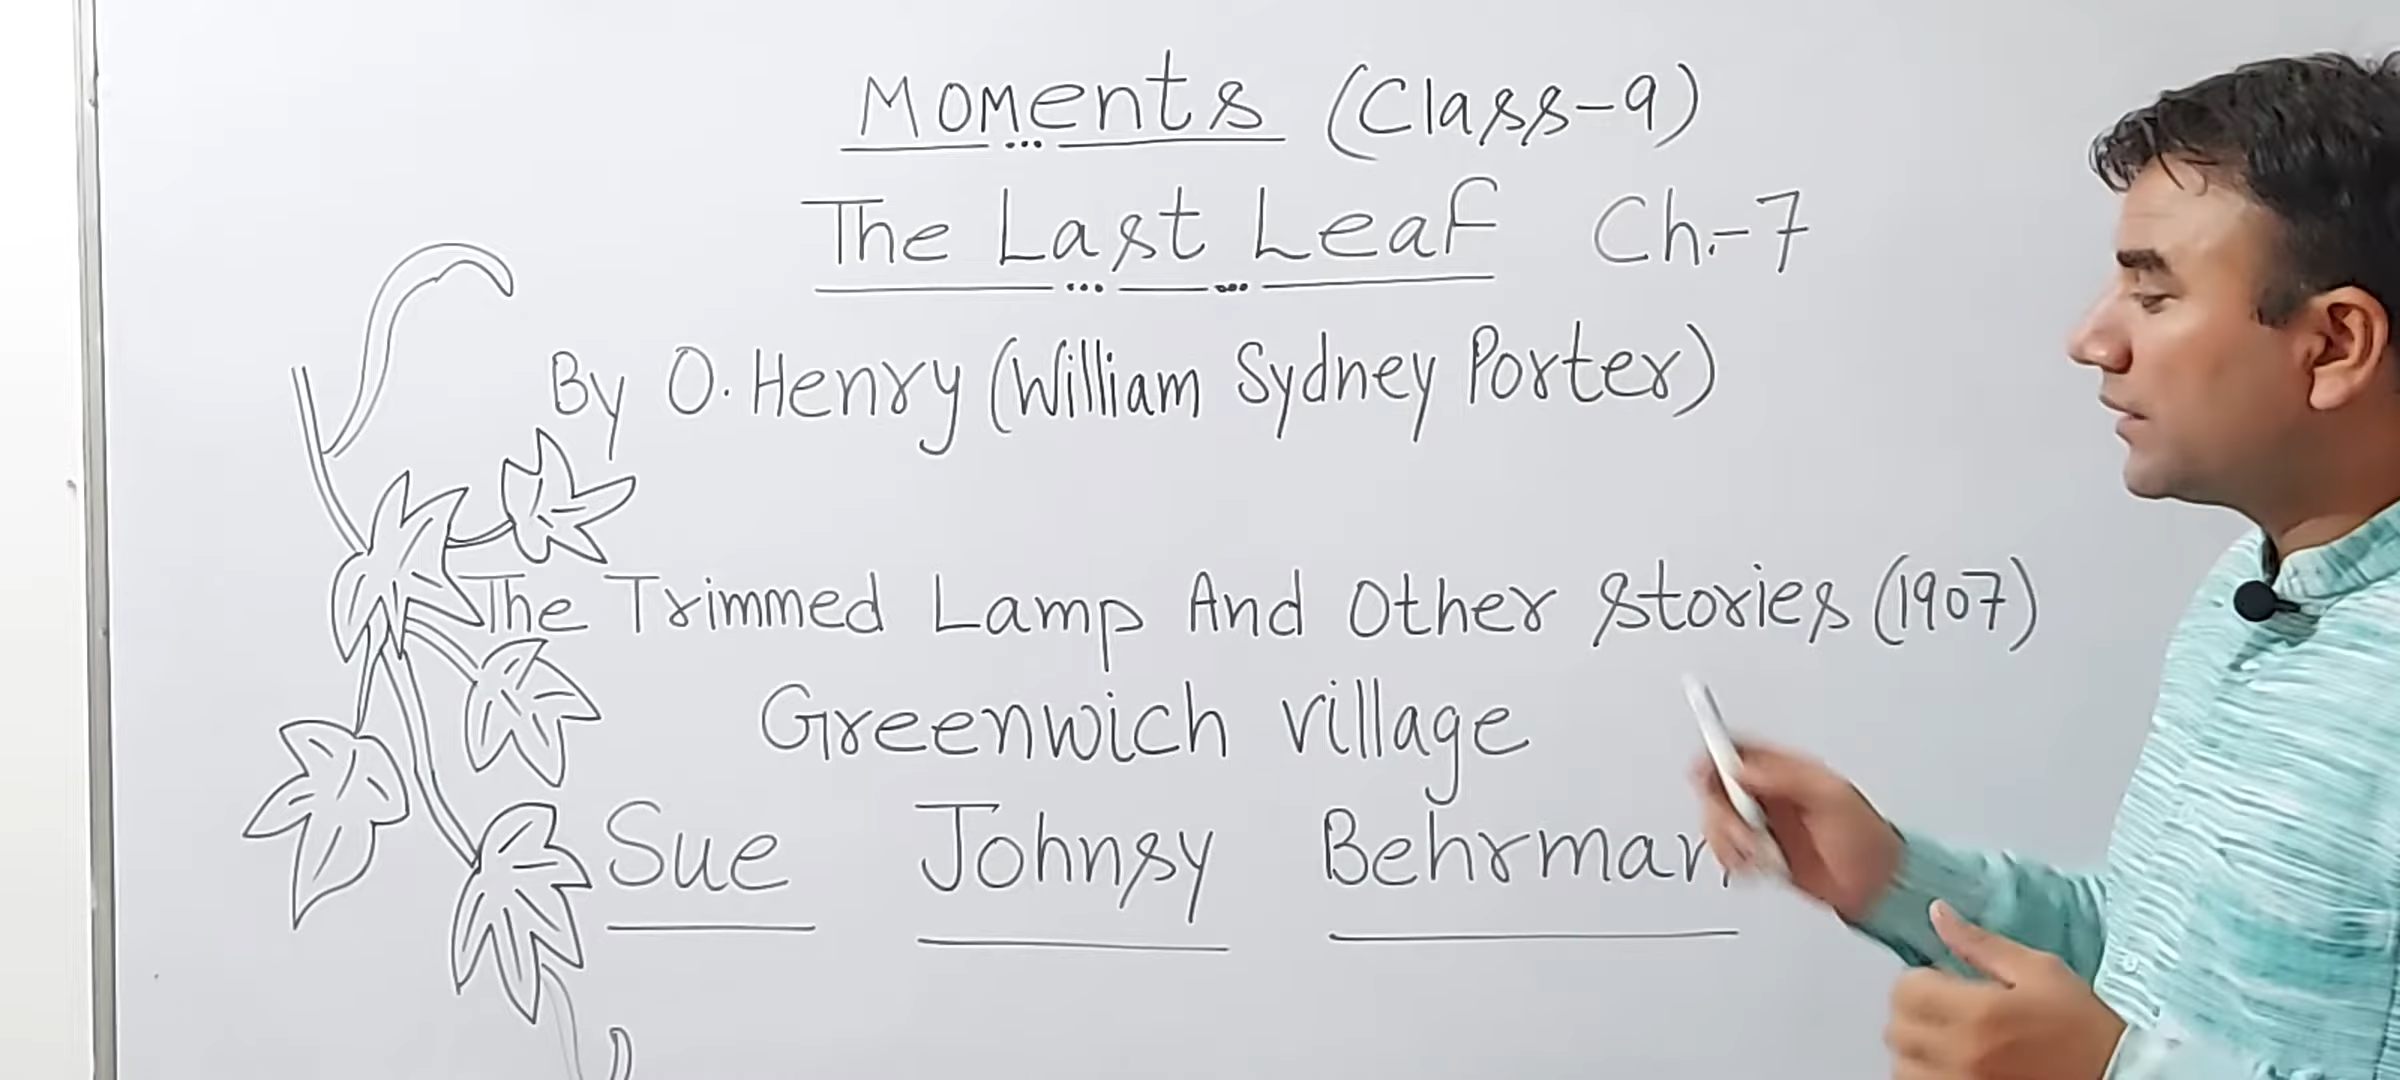 Moments (Class-9)
The Last Leaf Ch.-7
By O. Henry (William Sydney Porter)
The Trimmed Lamp And Other Stories (1907)
Greenwich village
Sue Johnsy Behrman